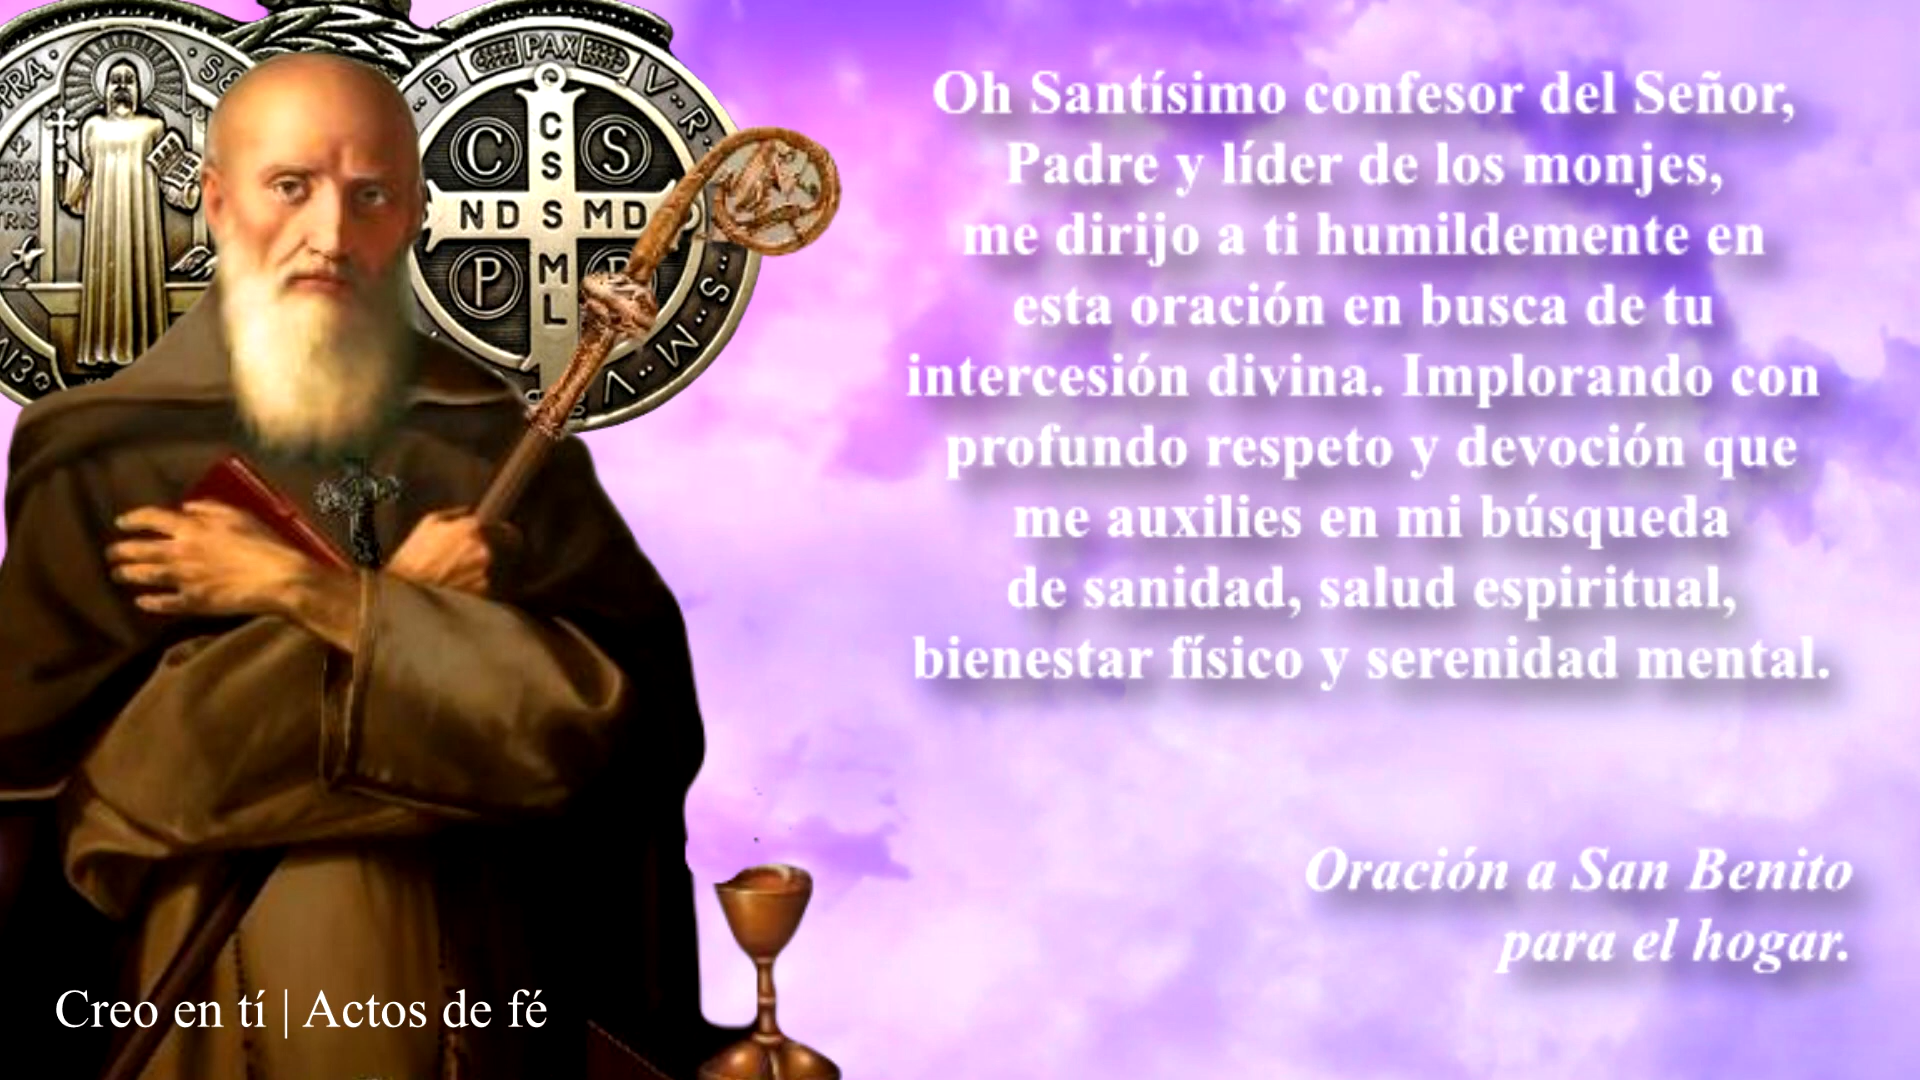 PAX
CRUX
C S
C
S
N D S M D
P
M
L
Oh Santísimo confesor del Señor,
Padre y líder de los monjes,
me dirijo a ti humildemente en
esta oración en busca de tu
intercesión divina. Implorando con
profundo respeto y devoción que
me auxilies en mi búsqueda
de sanidad, salud espiritual,
bienestar físico y serenidad mental.
Oración a San Benito
para el hogar.
Creo en tí | Actos de fé